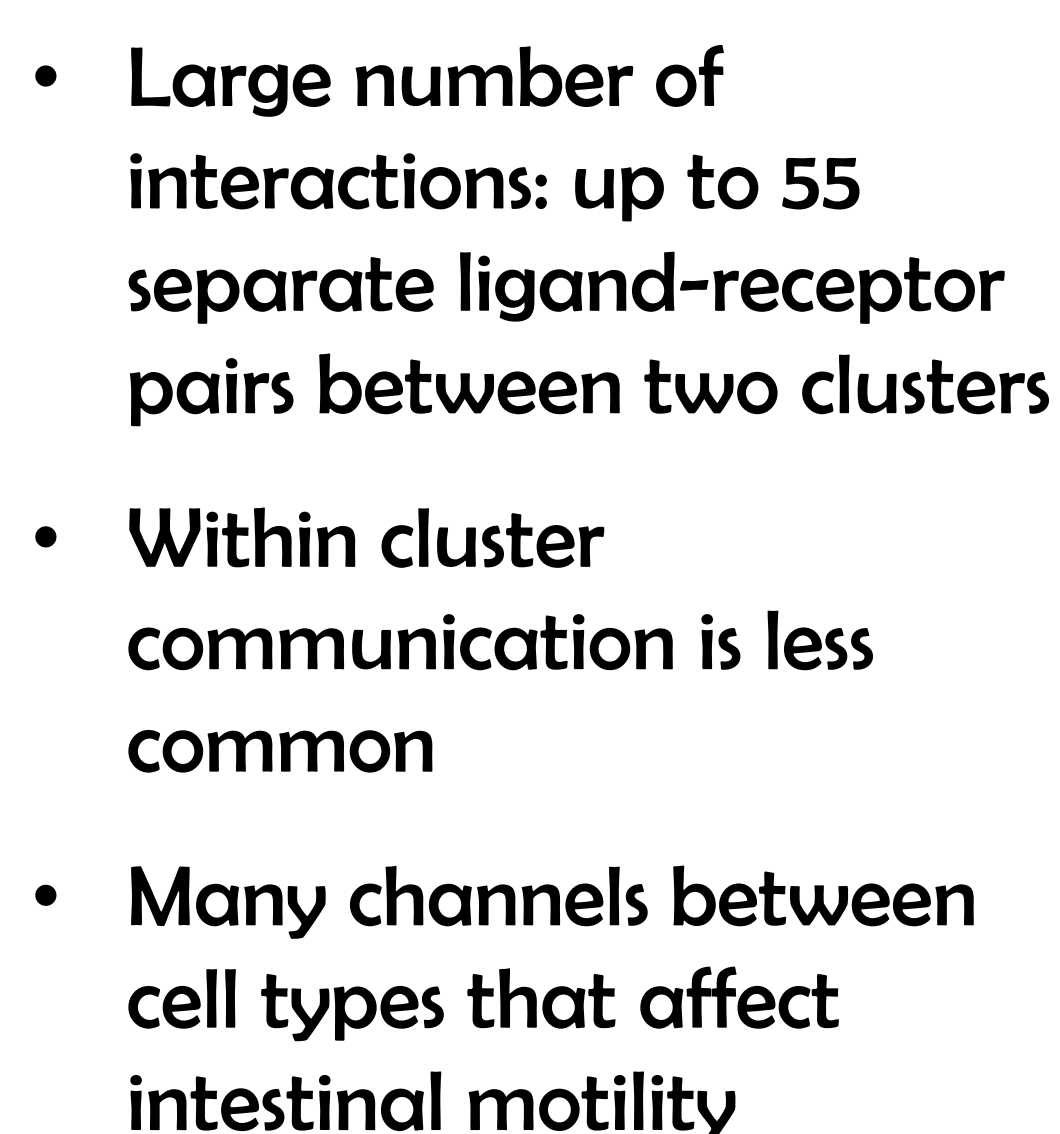 • Large number of
interactions: up to 55
separate ligand-receptor
pairs between two clusters
• Within cluster
communication is less
common
• Many channels between
cell types that affect
intestinal motility